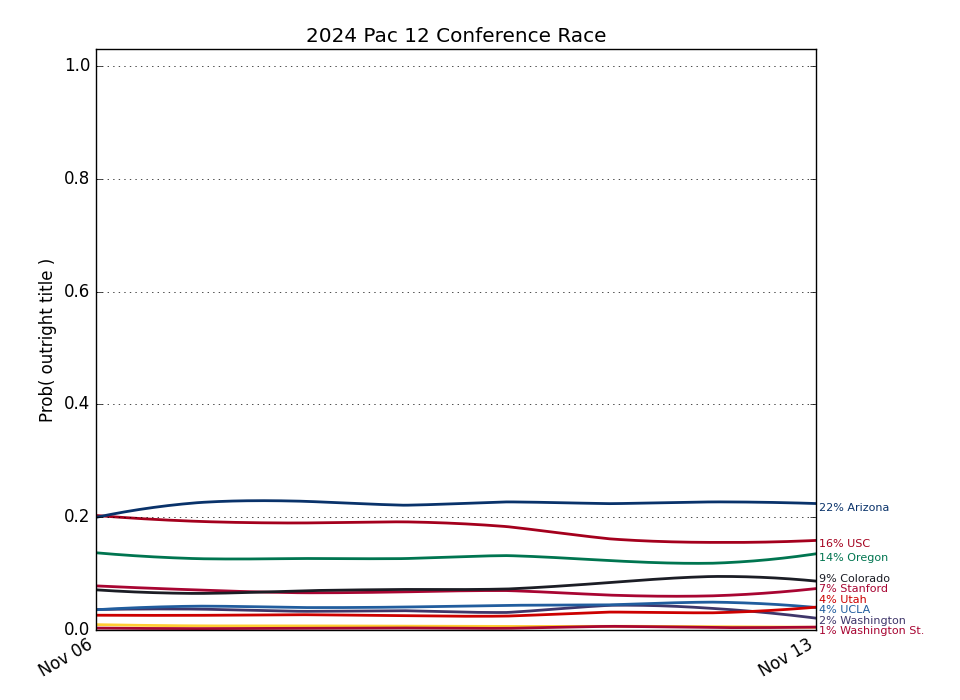 2024 Pac 12 Conference Race
Prob( outright title )
1.0
0.8
0.6
0.4
0.2
0.0
Nov 06
Nov 13
22% Arizona
16% USC
14% Oregon
9% Colorado
7% Stanford
4% Utah
4% UCLA
2% Washington
1% Washington St.